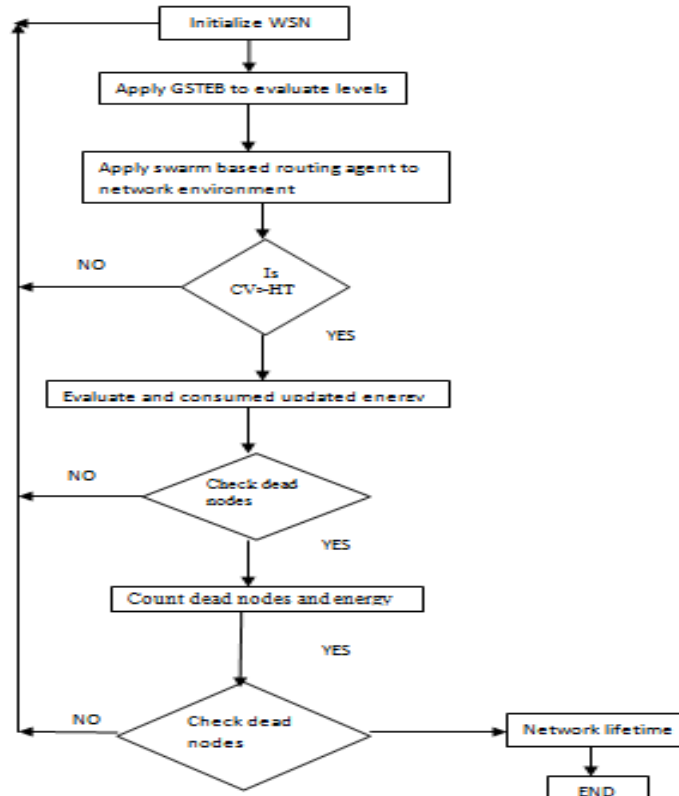 Initialize WSN
Apply GSTEB to evaluate levels
Apply swarm based routing agent to
network environment
NO
Is
CV>-HT
YES
Evaluate and consumed updated energy
NO
Check dead
nodes
YES
Count dead nodes and energy
YES
NO
Check dead
nodes
Network lifetime
END